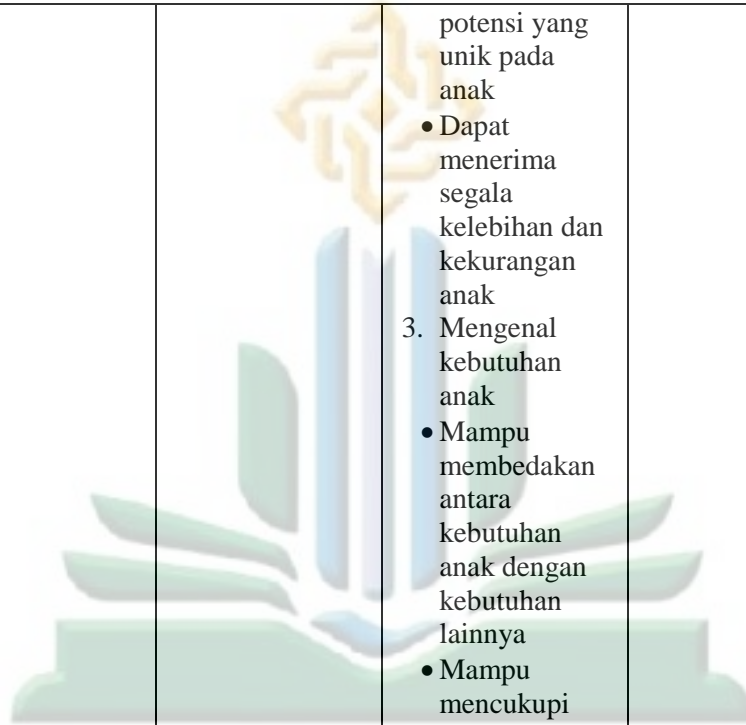 potensi yang
unik pada
anak
• Dapat
menerima
segala
kelebihan dan
kekurangan
anak
3. Mengenal
kebutuhan
anak
• Mampu
membedakan
antara
kebutuhan
anak dengan
kebutuhan
lainnya
• Mampu
mencukupi